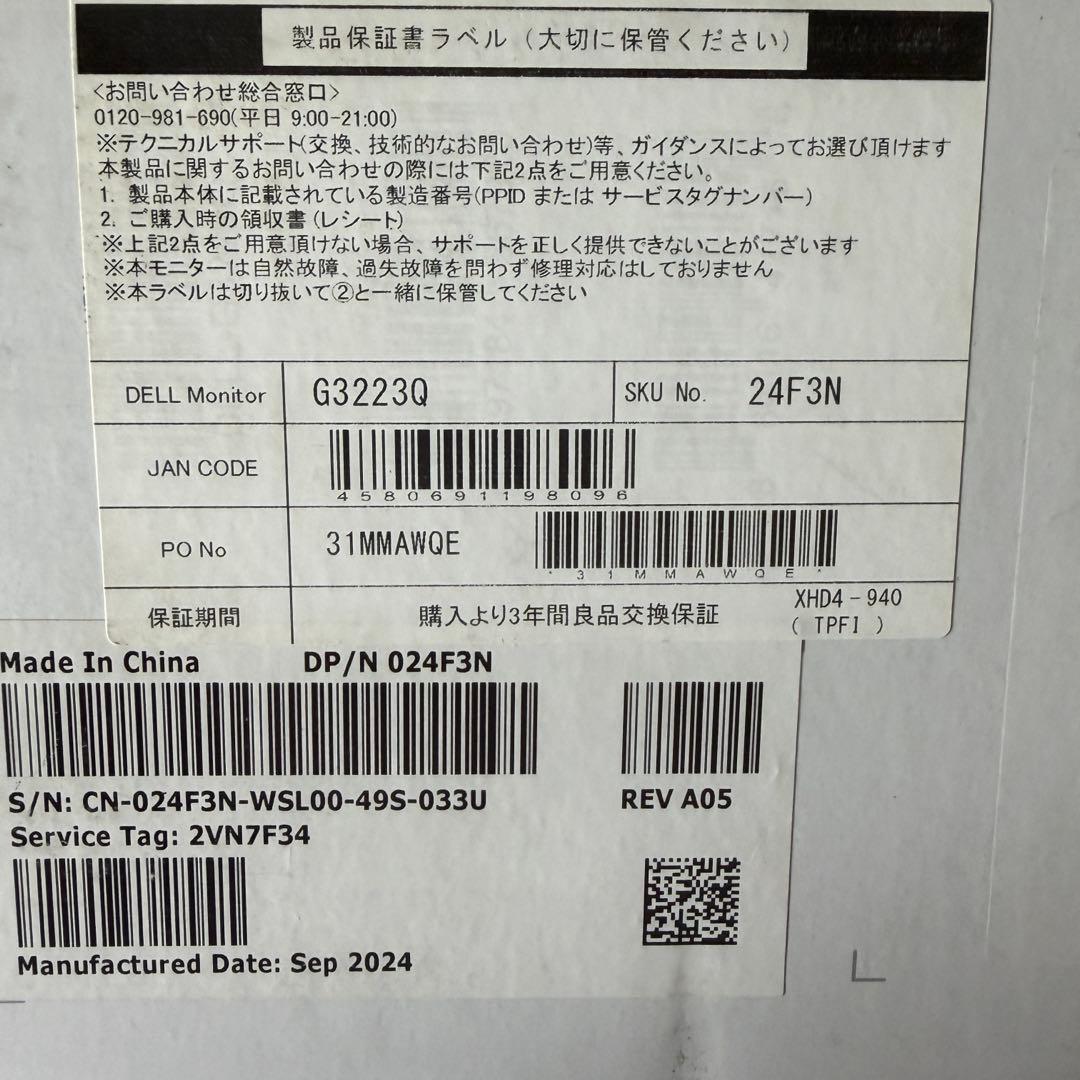 製品保証書ラベル（大切に保管ください）
<お問い合わせ総合窓口>
0120-981-690(平日 9:00-21:00)
※テクニカルサポート(交換、技術的なお問い合わせ)等、ガイダンスによってお選び頂けます
本製品に関するお問い合わせの際には下記2点をご用意ください。
1. 製品本体に記載されている製造番号(PPID または サービスタグナンバー)
2. ご購入時の領収書(レシート)
※上記2点をご用意頂けない場合、サポートを正しく提供できないことがございます
※本モニターは自然故障、過失故障を問わず修理対応はしておりません
※本ラベルは切り抜いて②と一緒に保管してください
DELL Monitor G3223Q SKU No. 24F3N
JAN CODE 4580691198096
PO No 31MMAWQE *31MMAWQE*
保証期間 購入より3年間良品交換保証 XHD4-940
( TPFI )
Made In China DP/N 024F3N
S/N: CN-024F3N-WSL00-49S-033U REV A05
Service Tag: 2VN7F34
Manufactured Date: Sep 2024